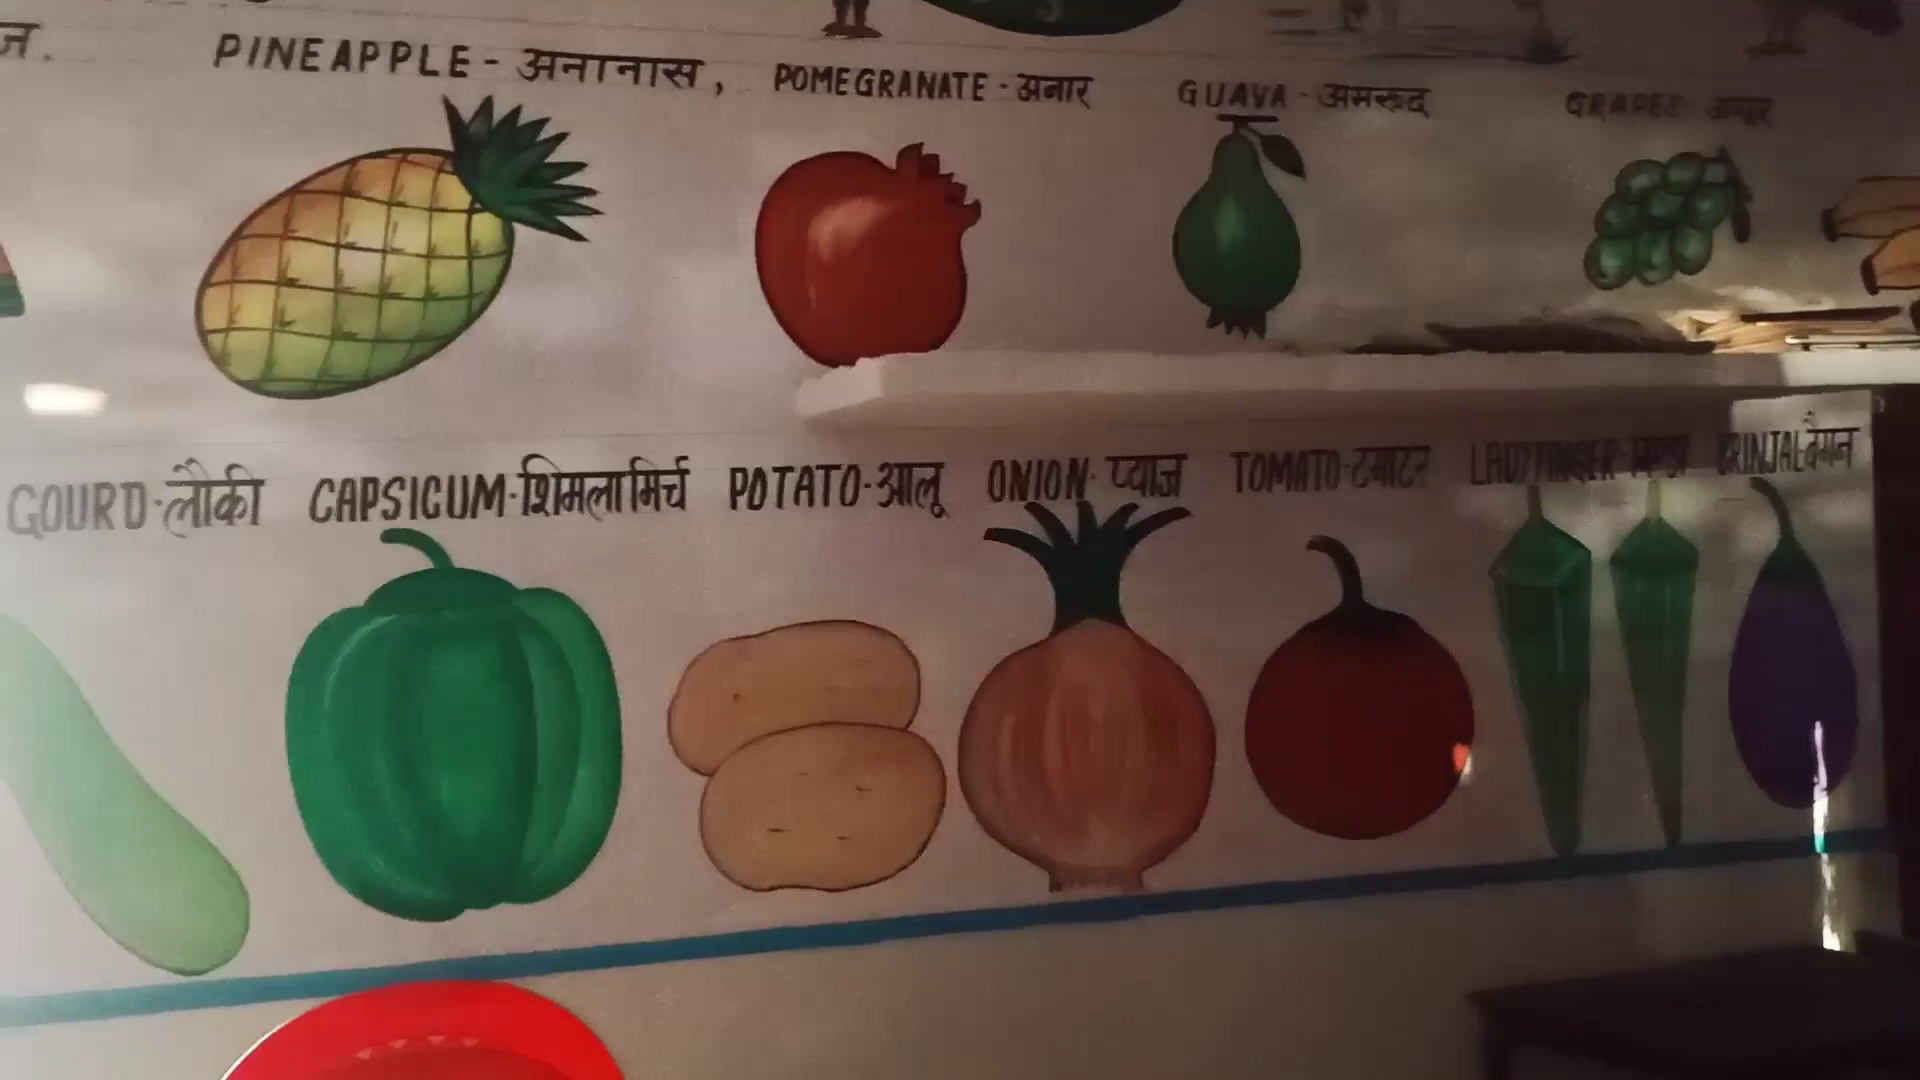 ज.
PINEAPPLE - अनानास, POMEGRANATE - अनार GUAVA - अमरूद GRAPES - अंगूर
GOURD - लौकी CAPSICUM - शिमला मिर्च POTATO - आलू ONION - प्याज TOMATO - टमाटर LADYFINGER - BRINJAL - बैंगन